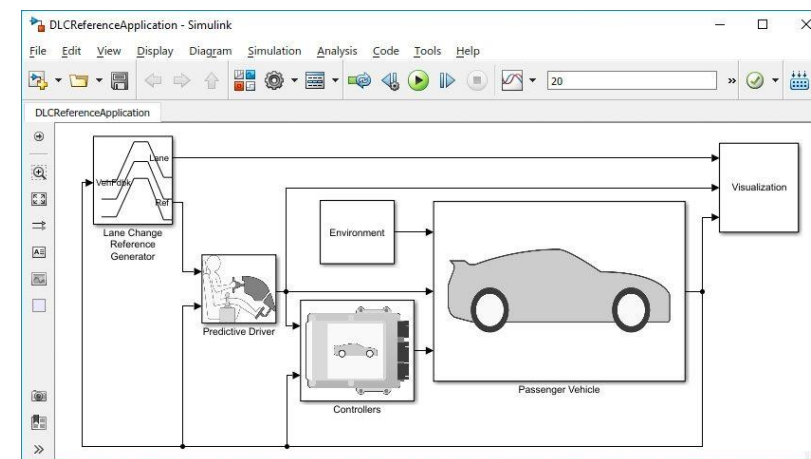 DLCReferenceApplication - Simulink
File Edit View Display Diagram Simulation Analysis Code Tools Help
20
»
DLCReferenceApplication
Lane
VehFdbk
Ref
Lane Change
Reference
Generator
Environment
Visualization
Predictive Driver
Controllers
Passenger Vehicle